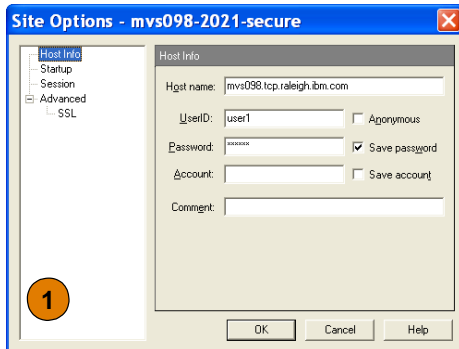 Site Options - mvs098-2021-secure
Host Info
Startup
Session
Advanced
SSL
1
Host Info
Host name: mvs098.tcp.raleigh.ibm.com
UserID: user1 Anonymous
Password: ****** Save password
Account: Save account
Comment:
OK Cancel Help